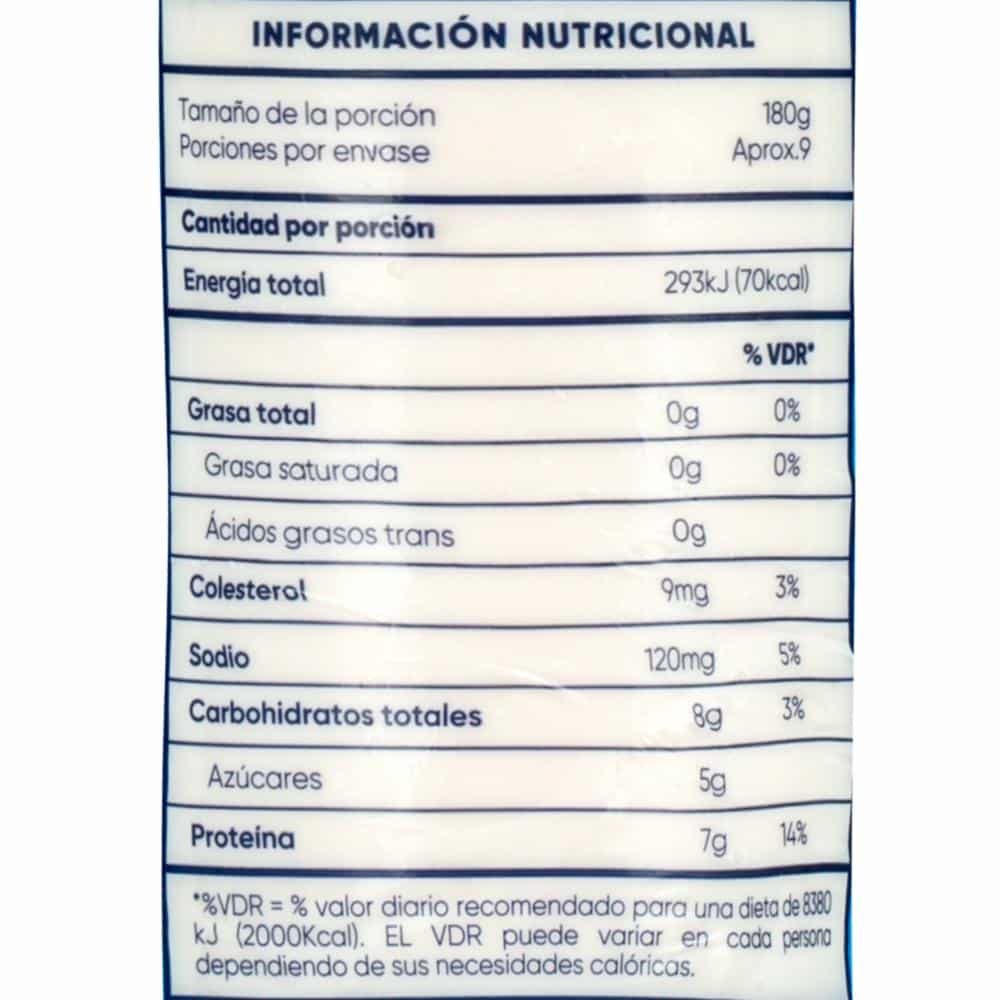 INFORMACIÓN NUTRICIONAL
Tamaño de la porción 180g
Porciones por envase Aprox.9
Cantidad por porción
Energía total 293kJ (70kcal)
% VDR*
Grasa total 0g 0%
Grasa saturada 0g 0%
Ácidos grasos trans 0g
Colesterol 9mg 3%
Sodio 120mg 5%
Carbohidratos totales 8g 3%
Azúcares 5g
Proteína 7g 14%
*%VDR = % valor diario recomendado para una dieta de 8380
kJ (2000Kcal). EL VDR puede variar en cada persona
dependiendo de sus necesidades calóricas.